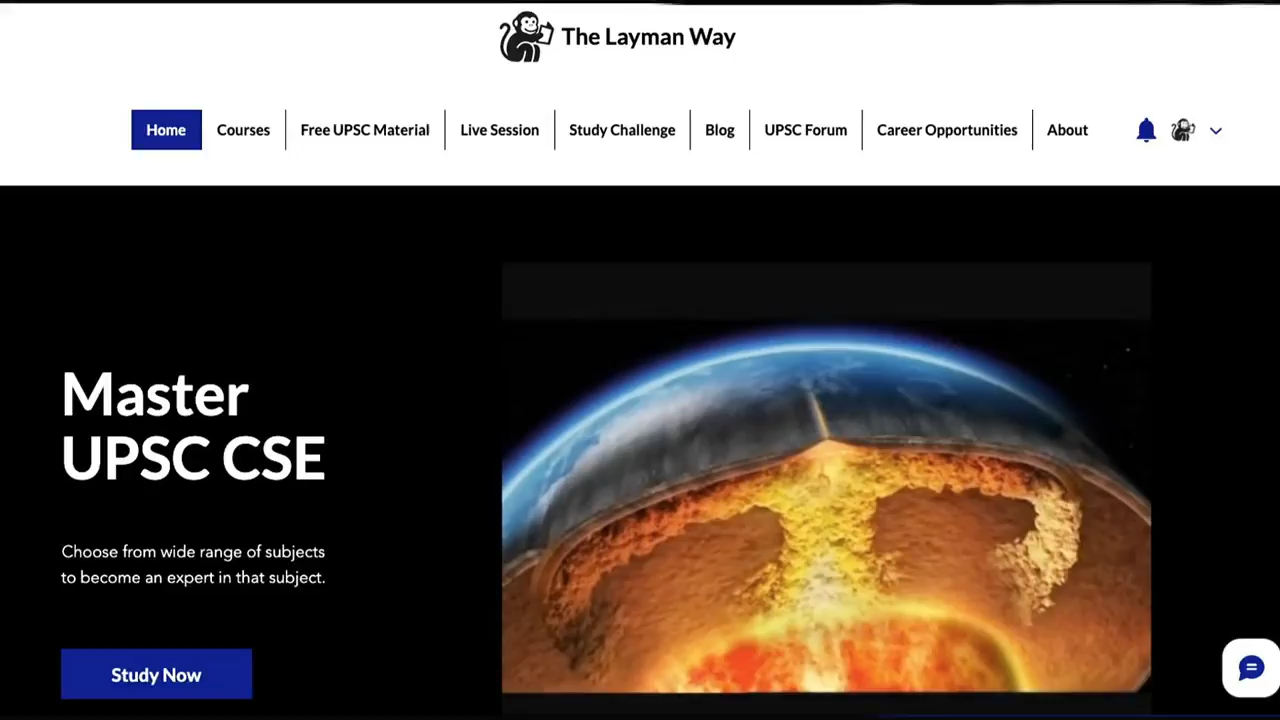 The Layman Way
Home
Courses
Free UPSC Material
Live Session
Study Challenge
Blog
UPSC Forum
Career Opportunities
About
Master
UPSC CSE
Choose from wide range of subjects
to become an expert in that subject.
Study Now